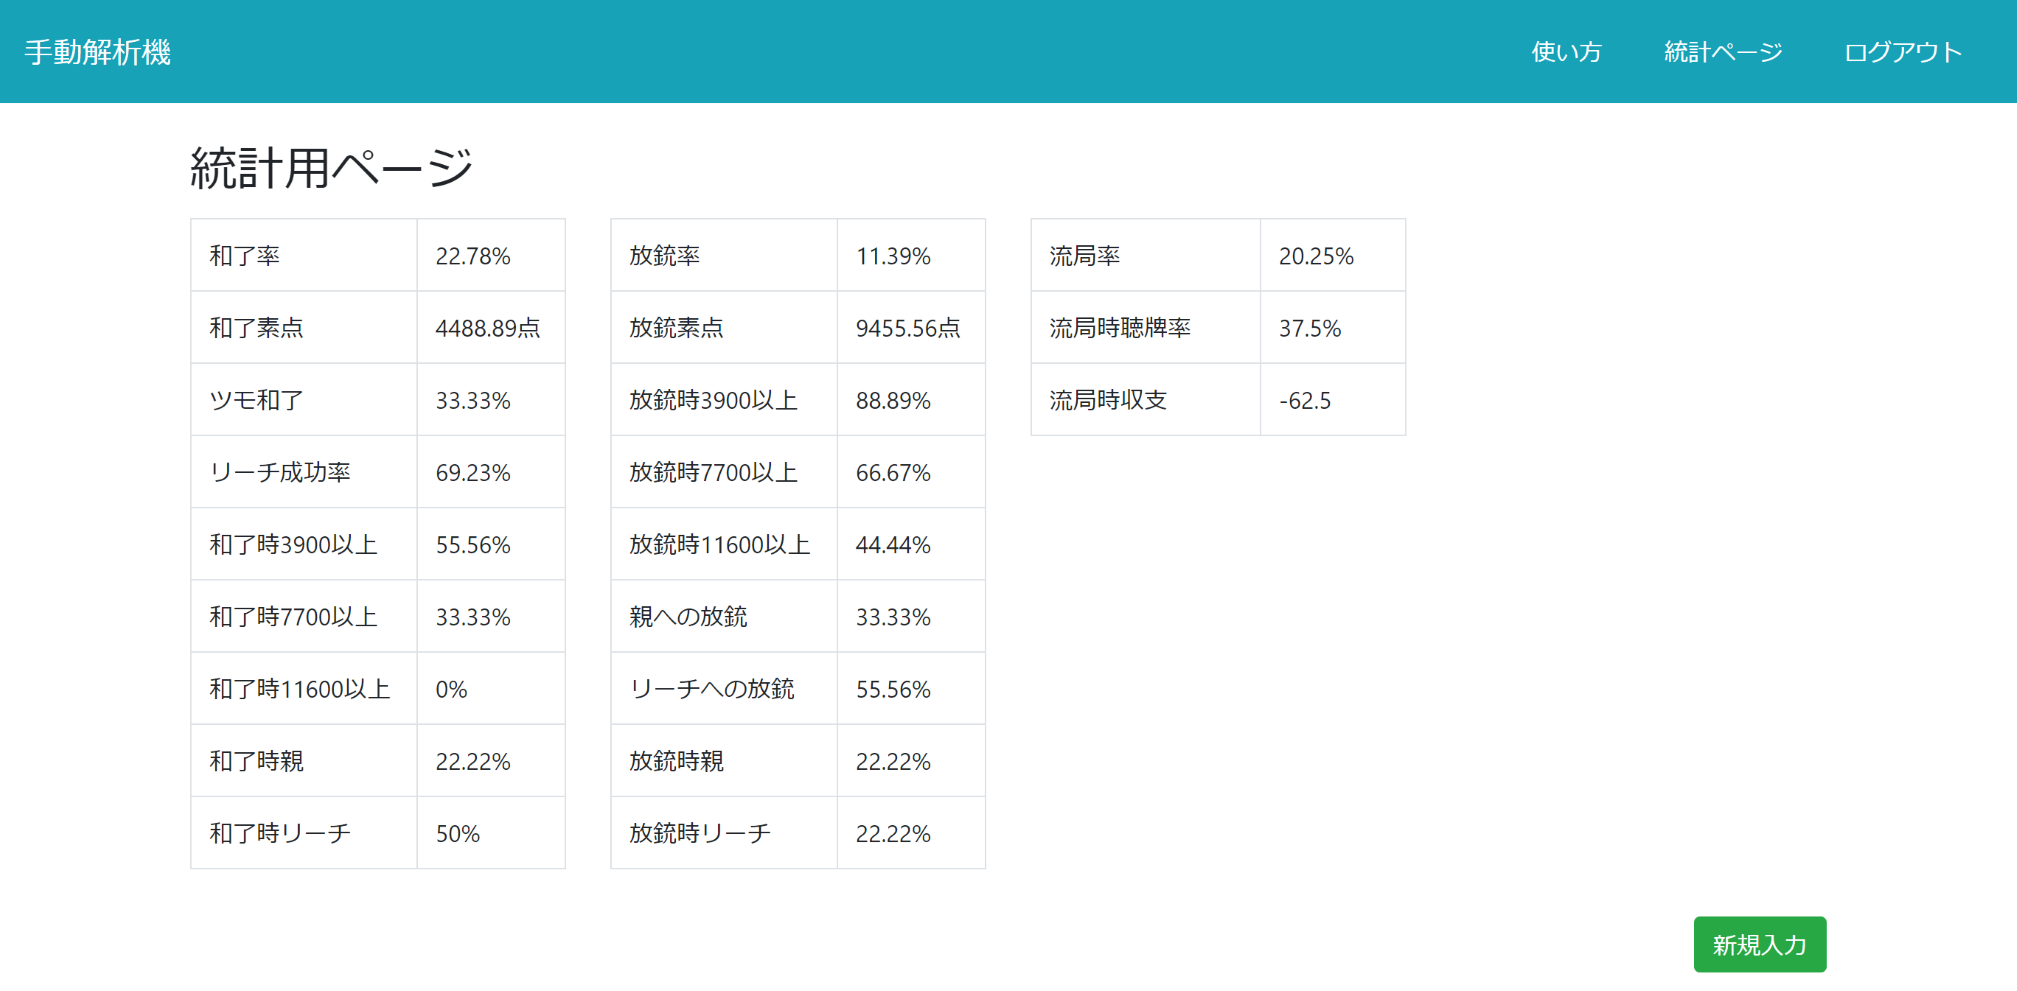 手動解析機
使い方 統計ページ ログアウト
統計用ページ
和了率 22.78%
和了素点 4488.89点
ツモ和了 33.33%
リーチ成功率 69.23%
和了時3900以上 55.56%
和了時7700以上 33.33%
和了時11600以上 0%
和了時親 22.22%
和了時リーチ 50%
放銃率 11.39%
放銃素点 9455.56点
放銃時3900以上 88.89%
放銃時7700以上 66.67%
放銃時11600以上 44.44%
親への放銃 33.33%
リーチへの放銃 55.56%
放銃時親 22.22%
放銃時リーチ 22.22%
流局率 20.25%
流局時聴牌率 37.5%
流局時収支 -62.5
新規入力